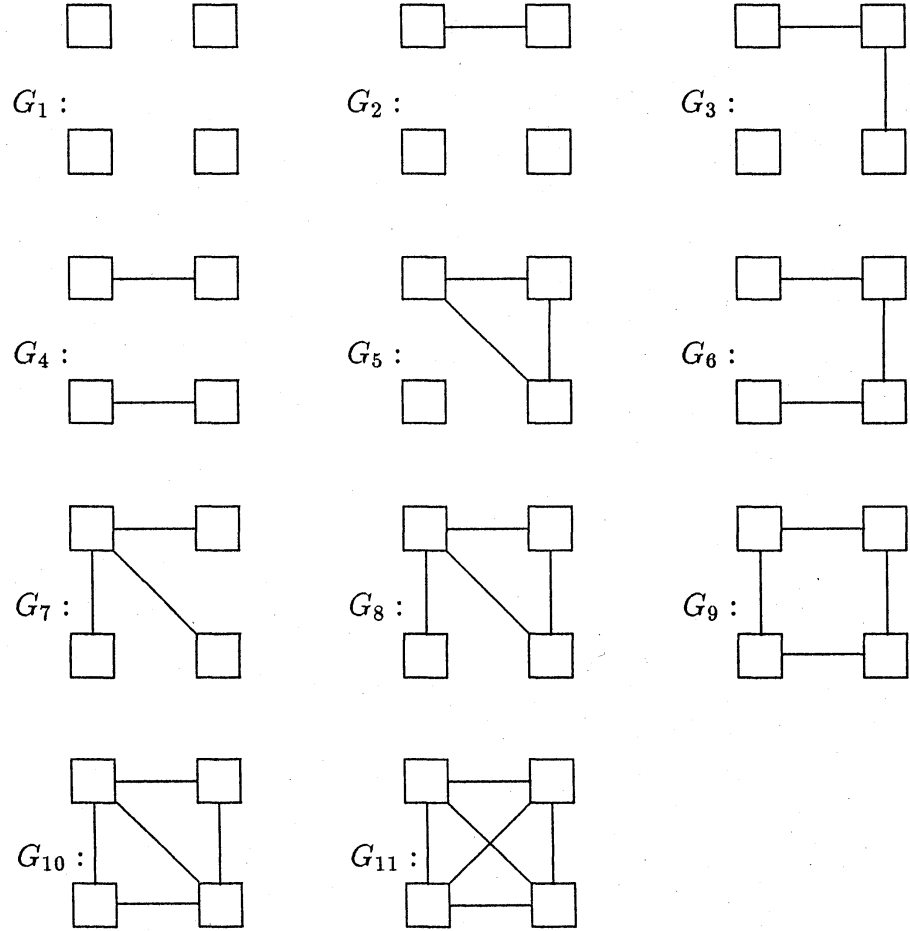 G₁ : G₂ : G₃ :
G₄ : G₅ : G₆ :
G₇ : G₈ : G₉ :
G₁₀ : G₁₁ :